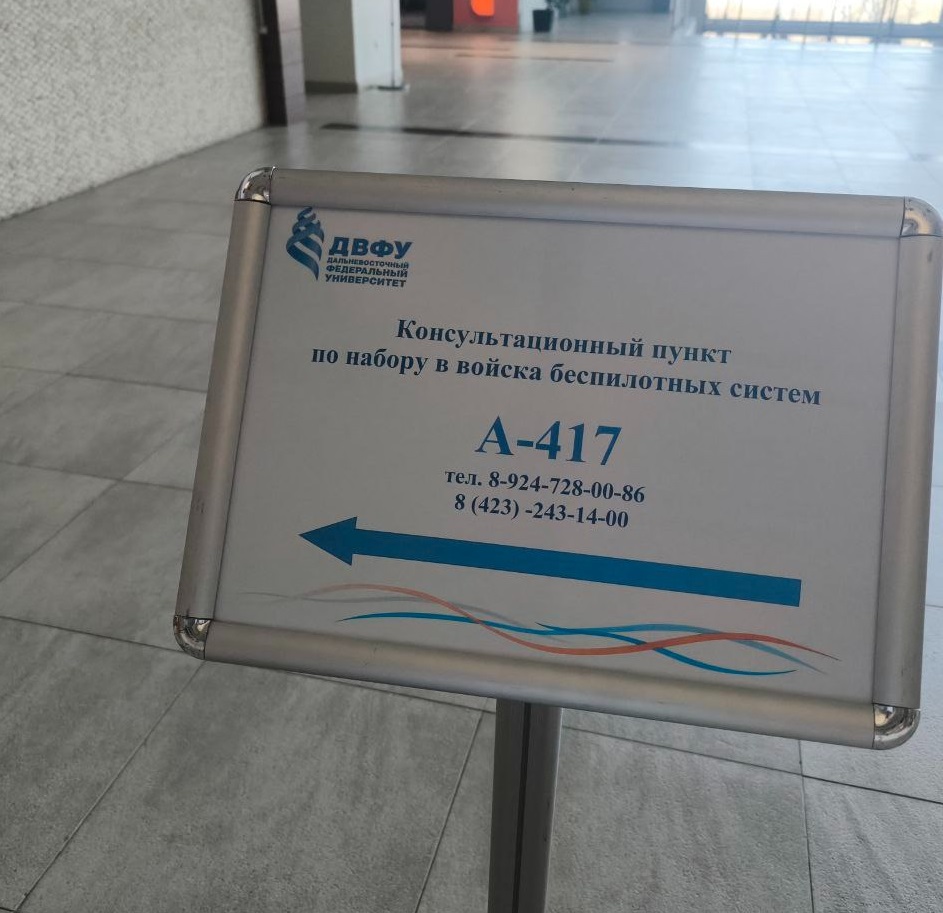 ДВФУ
ДАЛЬНЕВОСТОЧНЫЙ
ФЕДЕРАЛЬНЫЙ
УНИВЕРСИТЕТ
Консультационный пункт
по набору в войска беспилотных систем
А-417
тел. 8-924-728-00-86
8 (423) -243-14-00